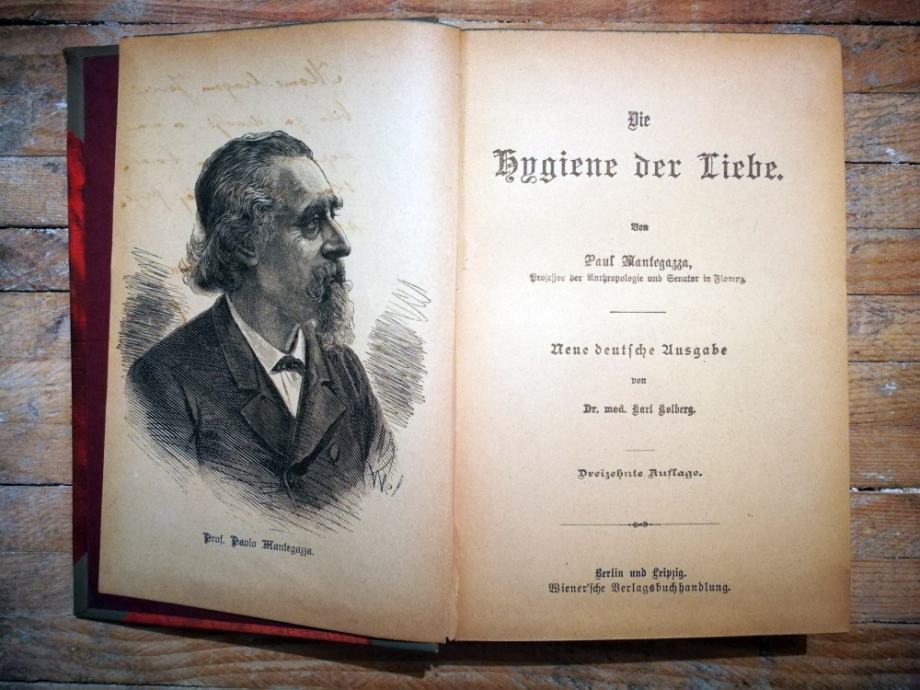 Prof. Paolo Mantegazza.
Die
Hygiene der Liebe.
Von
Paul Mantegazza,
Professor der Anthropologie und Senator in Florenz.
Neue deutsche Ausgabe
von
Dr. med. Karl Kolberg.
Dreizehnte Auflage.
Berlin und Leipzig.
Wiener'sche Verlagsbuchhandlung.